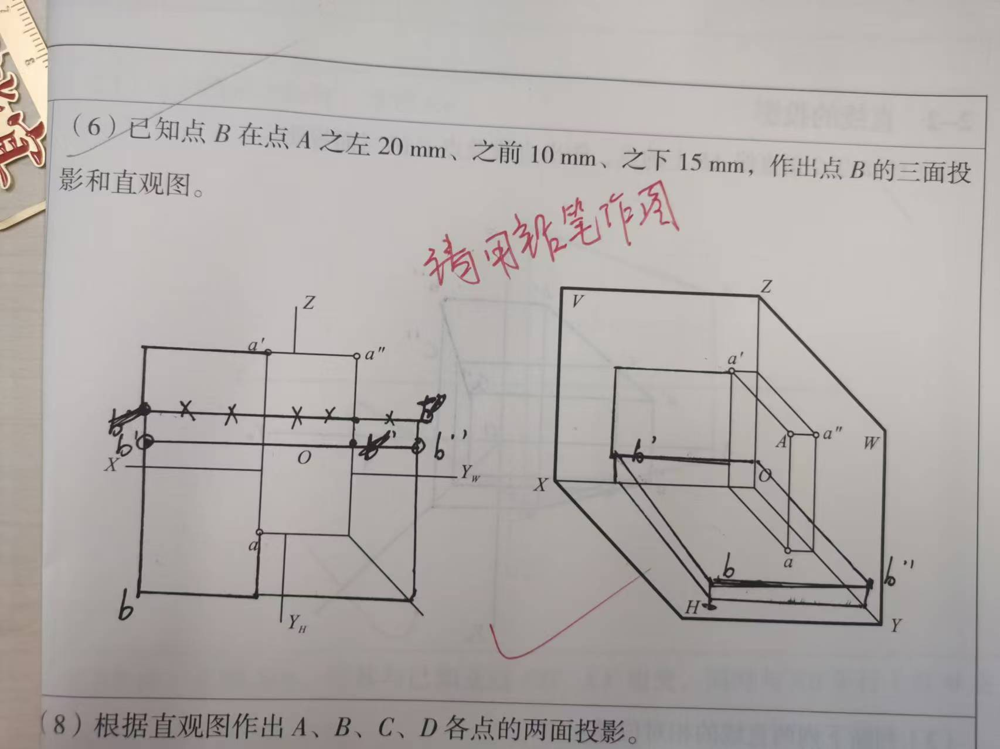 (6)已知点 B 在点 A 之左 20 mm、之前 10 mm、之下 15 mm，作出点 B 的三面投
影和直观图。
请用铅笔作图
Z
a'
a"
b'
b"
X
O
Y_W
a
b
Y_H
V
Z
a'
A
a"
W
b'
X
O
a
b
b"
H
Y
(8)根据直观图作出 A、B、C、D 各点的两面投影。